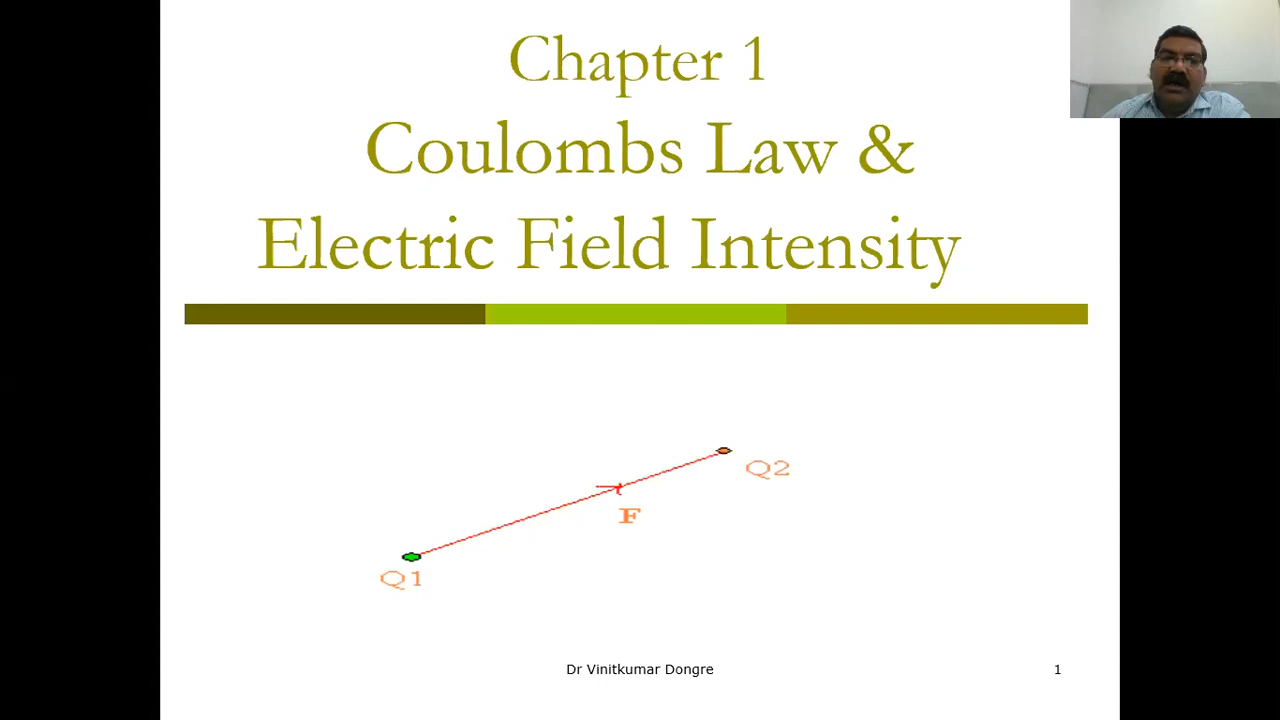 Chapter 1
Coulombs Law &
Electric Field Intensity
Q2
F
Q1
Dr Vinitkumar Dongre
1